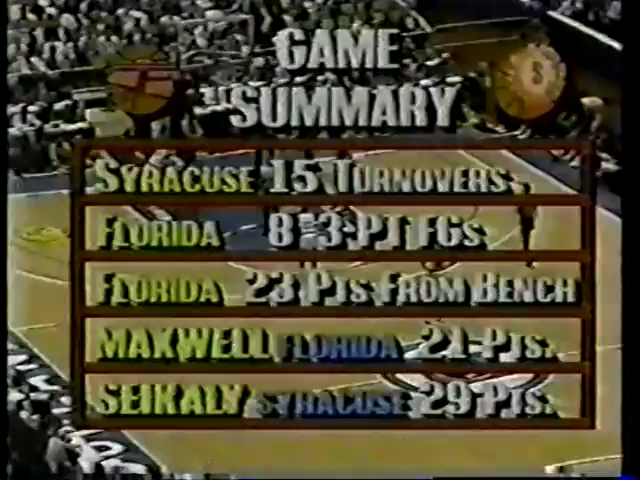 GAME
SUMMARY
SYRACUSE 15 TURNOVERS
FLORIDA 8 3-PT FGS
FLORIDA 23 PTS FROM BENCH
MAXWELL FLORIDA 21 PTS.
SEIKALY SYRACUSE 29 PTS.